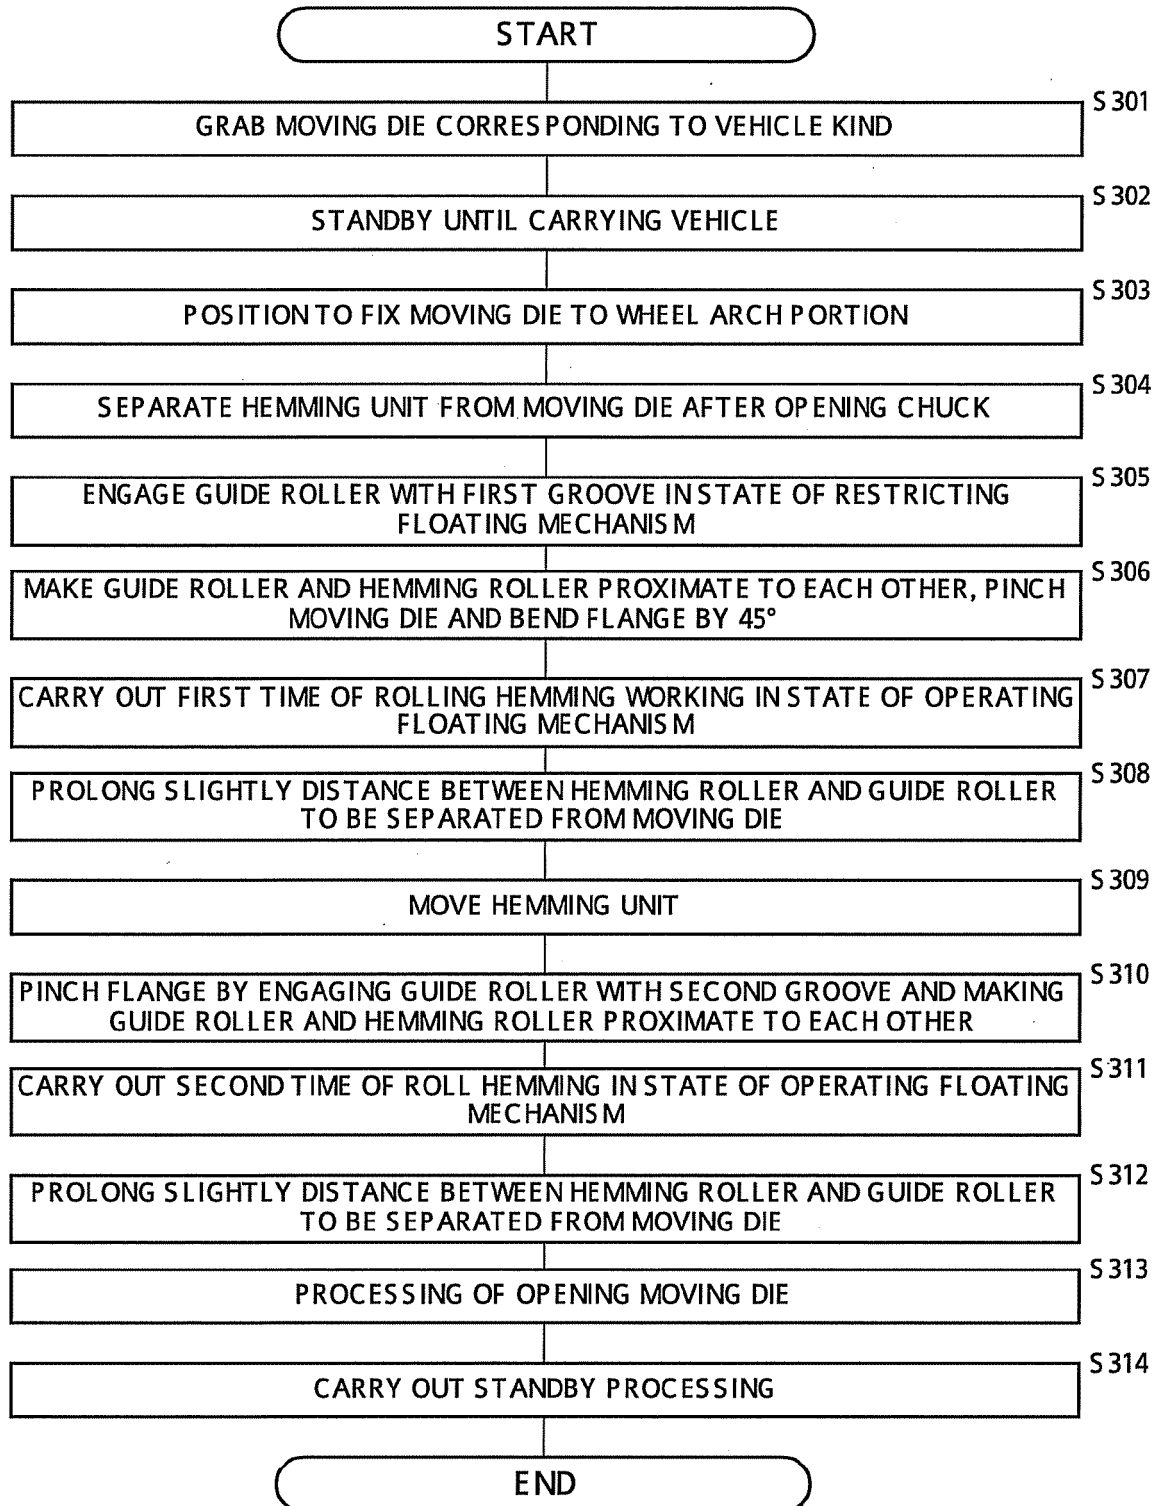 START
S301
GRAB MOVING DIE CORRESPONDING TO VEHICLE KIND
S302
STANDBY UNTIL CARRYING VEHICLE
S303
POSITION TO FIX MOVING DIE TO WHEEL ARCH PORTION
S304
SEPARATE HEMMING UNIT FROM MOVING DIE AFTER OPENING CHUCK
S305
ENGAGE GUIDE ROLLER WITH FIRST GROOVE IN STATE OF RESTRICTING
FLOATING MECHANISM
S306
MAKE GUIDE ROLLER AND HEMMING ROLLER PROXIMATE TO EACH OTHER, PINCH
MOVING DIE AND BEND FLANGE BY 45°
S307
CARRY OUT FIRST TIME OF ROLLING HEMMING WORKING IN STATE OF OPERATING
FLOATING MECHANISM
S308
PROLONG SLIGHTLY DISTANCE BETWEEN HEMMING ROLLER AND GUIDE ROLLER
TO BE SEPARATED FROM MOVING DIE
S309
MOVE HEMMING UNIT
S310
PINCH FLANGE BY ENGAGING GUIDE ROLLER WITH SECOND GROOVE AND MAKING
GUIDE ROLLER AND HEMMING ROLLER PROXIMATE TO EACH OTHER
S311
CARRY OUT SECOND TIME OF ROLL HEMMING IN STATE OF OPERATING FLOATING
MECHANISM
S312
PROLONG SLIGHTLY DISTANCE BETWEEN HEMMING ROLLER AND GUIDE ROLLER
TO BE SEPARATED FROM MOVING DIE
S313
PROCESSING OF OPENING MOVING DIE
S314
CARRY OUT STANDBY PROCESSING
END